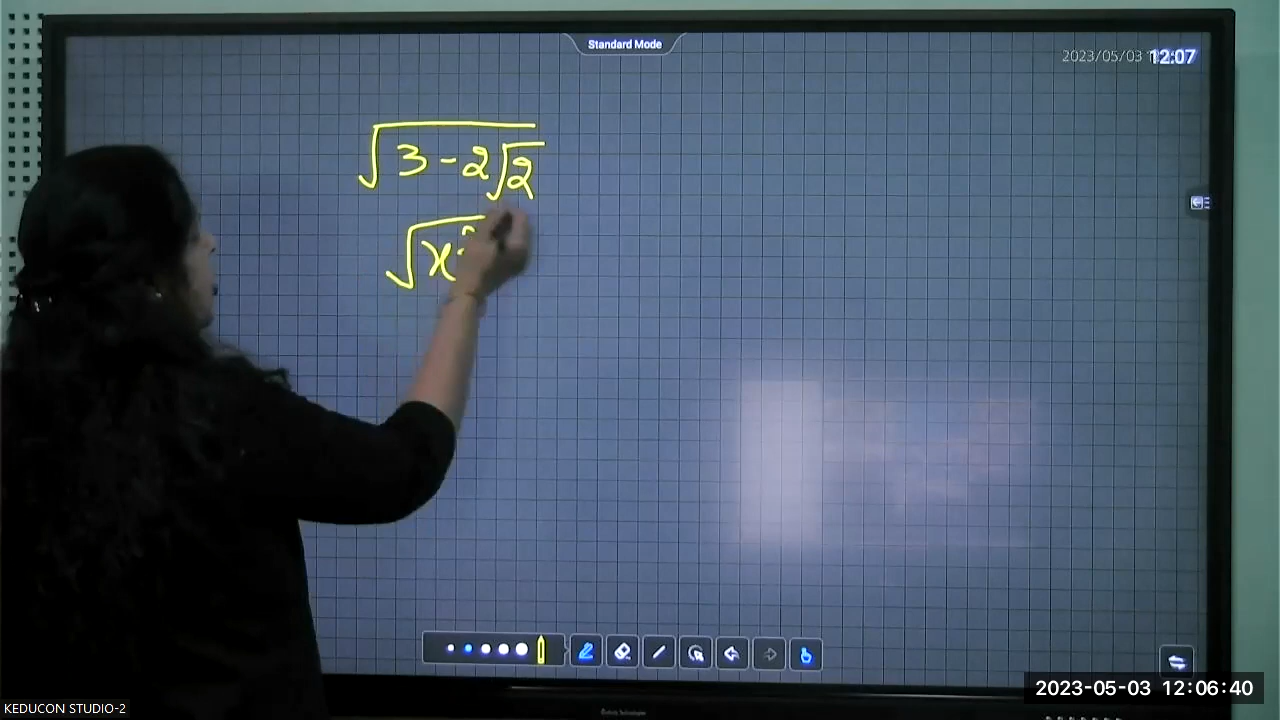 Standard Mode
2023/05/03 12:07
√(3-2√2)
√x²
2023-05-03 12:06:40
KEDUCON STUDIO-2